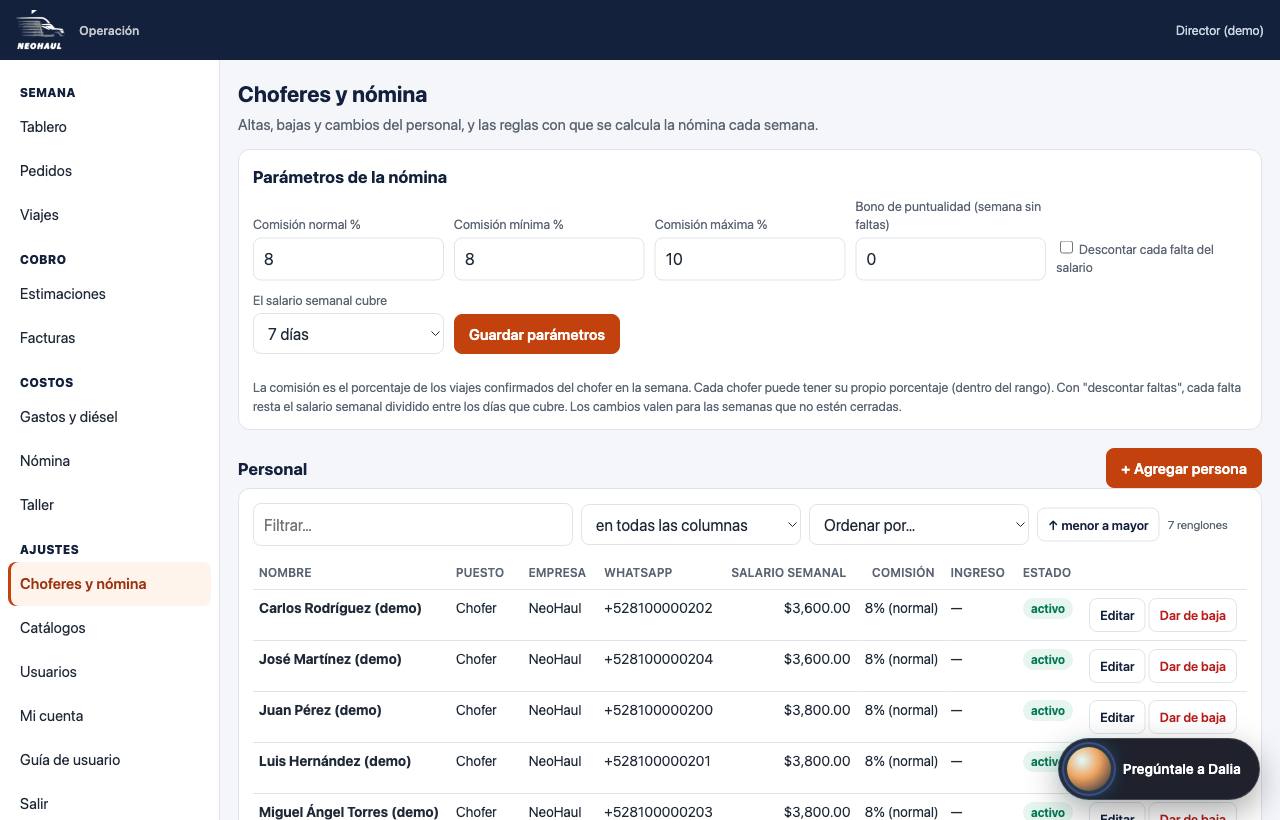 NEOHAUL
Operación
Director (demo)
SEMANA
Tablero
Pedidos
Viajes
COBRO
Estimaciones
Facturas
COSTOS
Gastos y diésel
Nómina
Taller
AJUSTES
Choferes y nómina
Catálogos
Usuarios
Mi cuenta
Guía de usuario
Salir
Choferes y nómina
Altas, bajas y cambios del personal, y las reglas con que se calcula la nómina cada semana.
Parámetros de la nómina
Comisión normal %
8
Comisión mínima %
8
Comisión máxima %
10
Bono de puntualidad (semana sin
faltas)
0
Descontar cada falta del
salario
El salario semanal cubre
7 días
Guardar parámetros
La comisión es el porcentaje de los viajes confirmados del chofer en la semana. Cada chofer puede tener su propio porcentaje (dentro del rango). Con "descontar faltas", cada falta
resta el salario semanal dividido entre los días que cubre. Los cambios valen para las semanas que no estén cerradas.
Personal
+ Agregar persona
Filtrar...
en todas las columnas
Ordenar por...
↑ menor a mayor
7 renglones
NOMBRE PUESTO EMPRESA WHATSAPP SALARIO SEMANAL COMISIÓN INGRESO ESTADO
Carlos Rodríguez (demo) Chofer NeoHaul +528100000202 $3,600.00 8% (normal) — activo Editar Dar de baja
José Martínez (demo) Chofer NeoHaul +528100000204 $3,600.00 8% (normal) — activo Editar Dar de baja
Juan Pérez (demo) Chofer NeoHaul +528100000200 $3,800.00 8% (normal) — activo Editar Dar de baja
Luis Hernández (demo) Chofer NeoHaul +528100000201 $3,800.00 8% (normal) — activo
Pregúntale a Dalia
Miguel Ángel Torres (demo) Chofer NeoHaul +528100000203 $3,800.00 8% (normal) — activo Editar Dar de baja